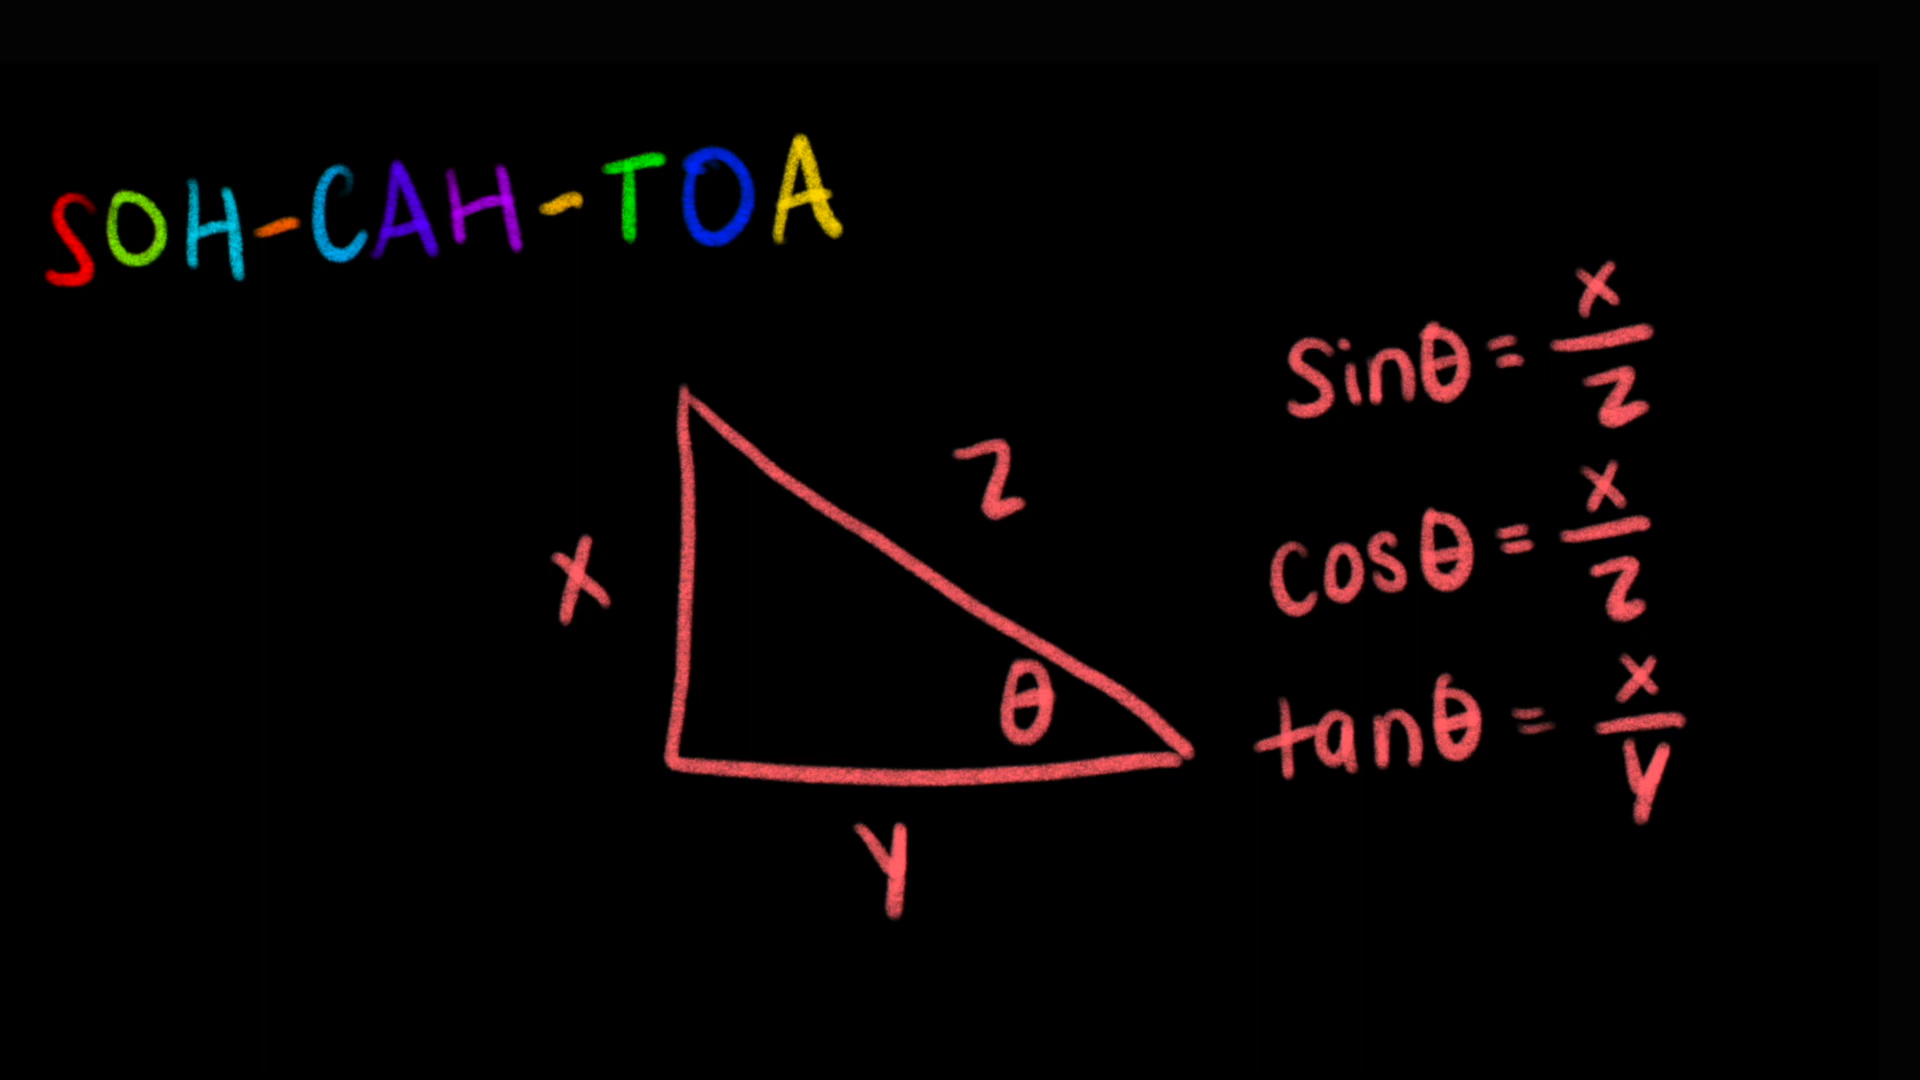 SOH-CAH-TOA
z
x
θ
y
sinθ = x/z
cosθ = x/z
tanθ = x/y